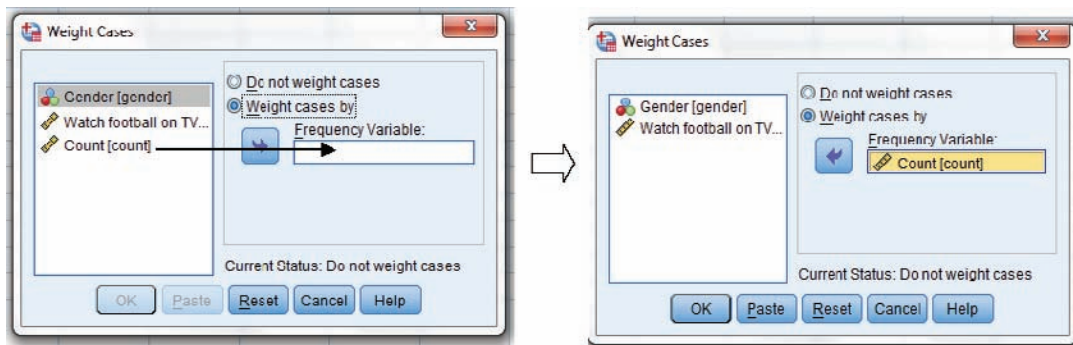 Weight Cases
Gender [gender]
Watch football on TV...
Count [count]
Do not weight cases
Weight cases by
Frequency Variable:
Current Status: Do not weight cases
OK Paste Reset Cancel Help
Weight Cases
Gender [gender]
Watch football on TV...
Do not weight cases
Weight cases by
Frequency Variable:
Count [count]
Current Status: Do not weight cases
OK Paste Reset Cancel Help